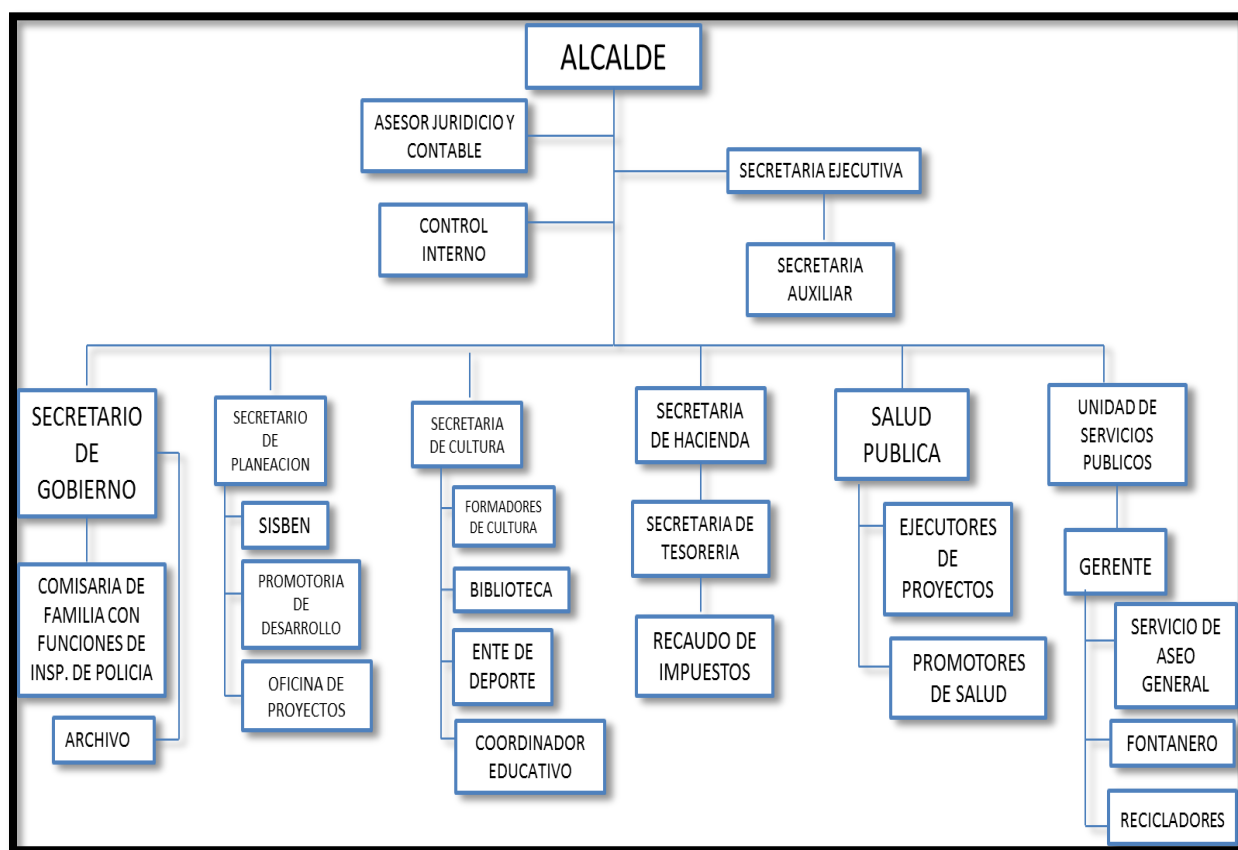 ALCALDE
ASESOR JURIDICIO Y
CONTABLE
SECRETARIA EJECUTIVA
CONTROL
INTERNO
SECRETARIA
AUXILIAR
SECRETARIO
DE
GOBIERNO
COMISARIA DE
FAMILIA CON
FUNCIONES DE
INSP. DE POLICIA
ARCHIVO
SECRETARIO
DE
PLANEACION
SISBEN
PROMOTORIA
DE
DESARROLLO
OFICINA DE
PROYECTOS
SECRETARIA
DE CULTURA
FORMADORES
DE CULTURA
BIBLIOTECA
ENTE DE
DEPORTE
COORDINADOR
EDUCATIVO
SECRETARIA
DE HACIENDA
SECRETARIA DE
TESORERIA
RECAUDO DE
IMPUESTOS
SALUD
PUBLICA
EJECUTORES
DE
PROYECTOS
PROMOTORES
DE SALUD
UNIDAD DE
SERVICIOS
PUBLICOS
GERENTE
SERVICIO DE
ASEO
GENERAL
FONTANERO
RECICLADORES